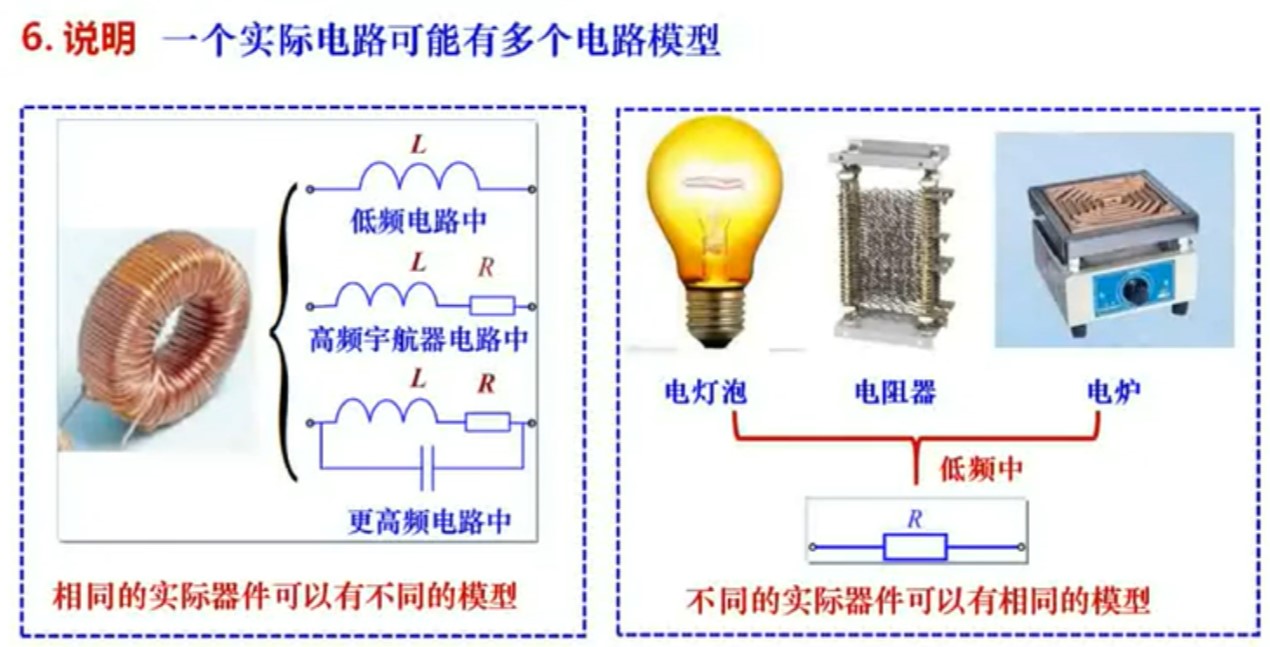 6. 说明 一个实际电路可能有多个电路模型
L
低频电路中
L R
高频宇航器电路中
L R
更高频电路中
相同的实际器件可以有不同的模型
电灯泡 电阻器 电炉
低频中
R
不同的实际器件可以有相同的模型